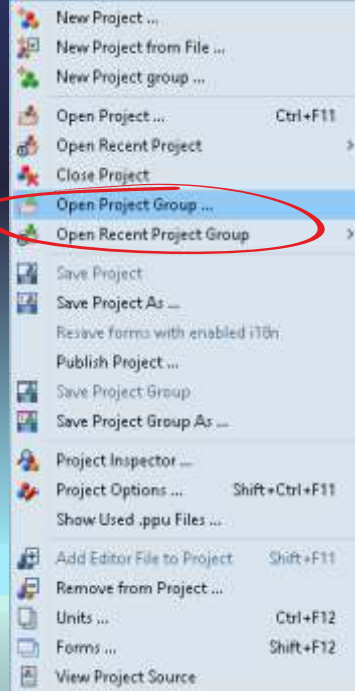 New Project ...
New Project from File ...
New Project group ...
Open Project ... Ctrl+F11
Open Recent Project
Close Project
Open Project Group ...
Open Recent Project Group
Save Project
Save Project As ...
Resave forms with enabled i18n
Publish Project ...
Save Project Group
Save Project Group As ...
Project Inspector ...
Project Options ... Shift+Ctrl+F11
Show Used .ppu Files ...
Add Editor File to Project Shift+F11
Remove from Project ...
Units ... Ctrl+F12
Forms ... Shift+F12
View Project Source